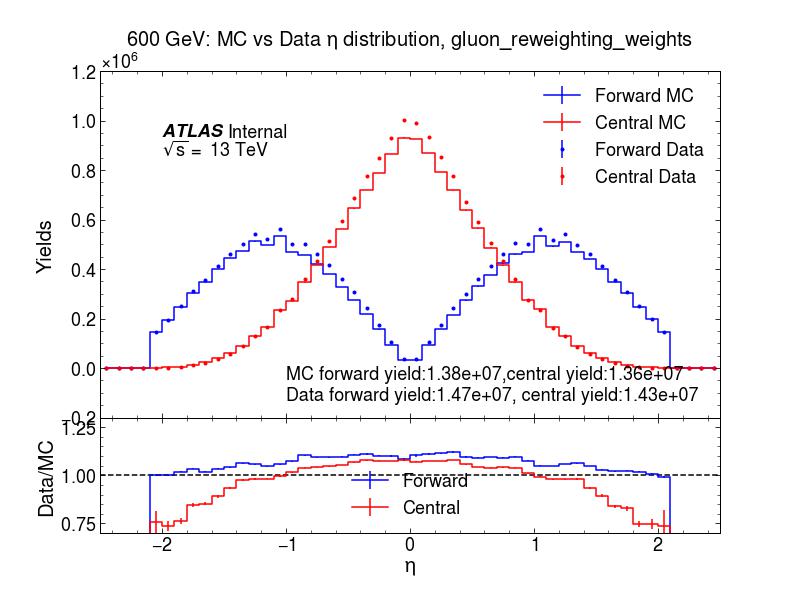 600 GeV: MC vs Data η distribution, gluon_reweighting_weights
×10⁶
1.2
1.0
0.8
0.6
0.4
0.2
0.0
0.2
Yields
ATLAS Internal
√s = 13 TeV
Forward MC
Central MC
Forward Data
Central Data
MC forward yield:1.38e+07,central yield:1.36e+07
Data forward yield:1.47e+07, central yield:1.43e+07
1.25
1.00
0.75
Data/MC
Forward
Central
−2 −1 0 1 2
η